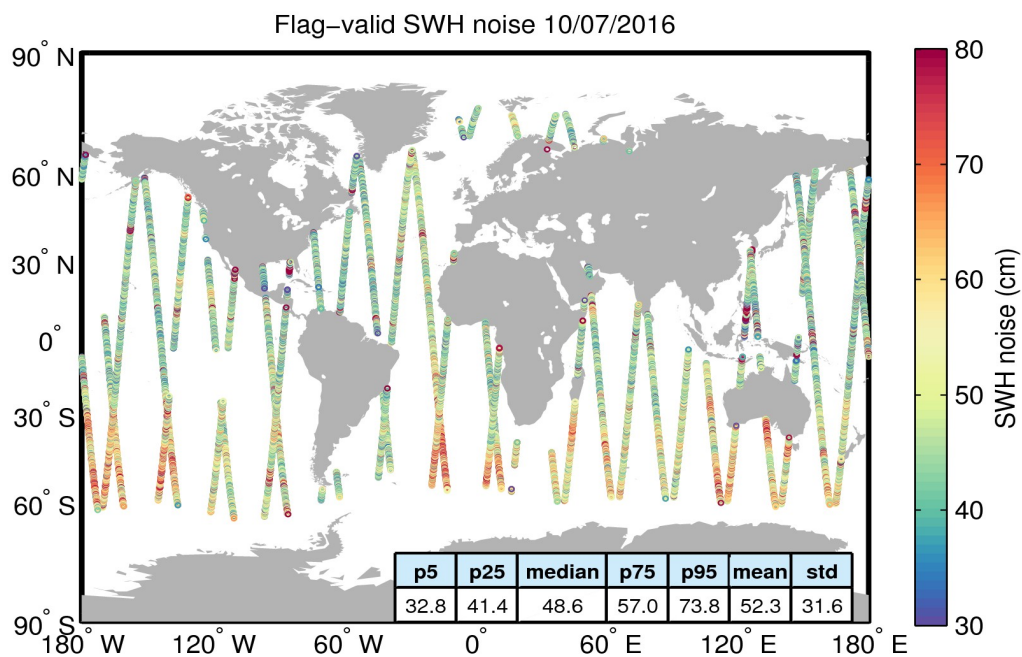 Flag−valid SWH noise 10/07/2016
90° N
60° N
30° N
0°
30° S
60° S
90° S
180° W
120° W
60° W
0°
60° E
120° E
180° E
p5 p25 median p75 p95 mean std
32.8 41.4 48.6 57.0 73.8 52.3 31.6
80
70
60
50
40
30
SWH noise (cm)